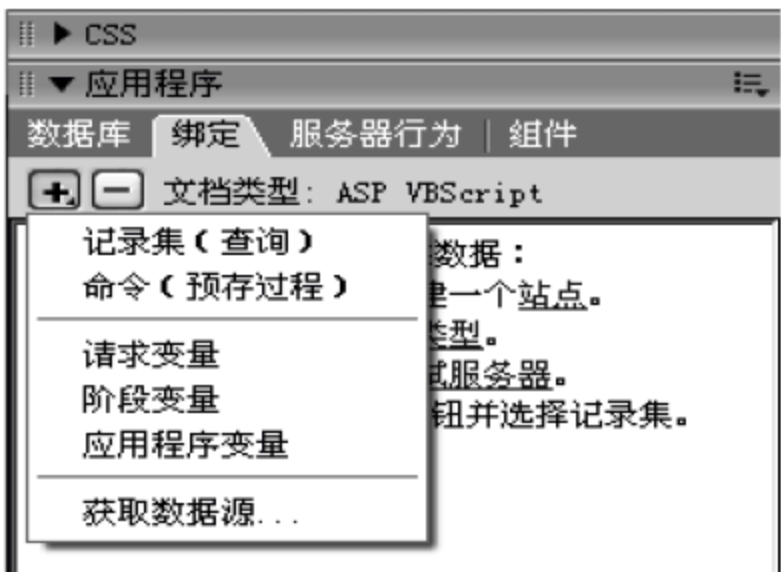 CSS
应用程序
数据库 绑定 服务器行为 组件
文档类型: ASP VBScript
记录集(查询)
命令(预存过程)
请求变量
阶段变量
应用程序变量
获取数据源...
数据:
一个站点。
类型。
试服务器。
钮并选择记录集。